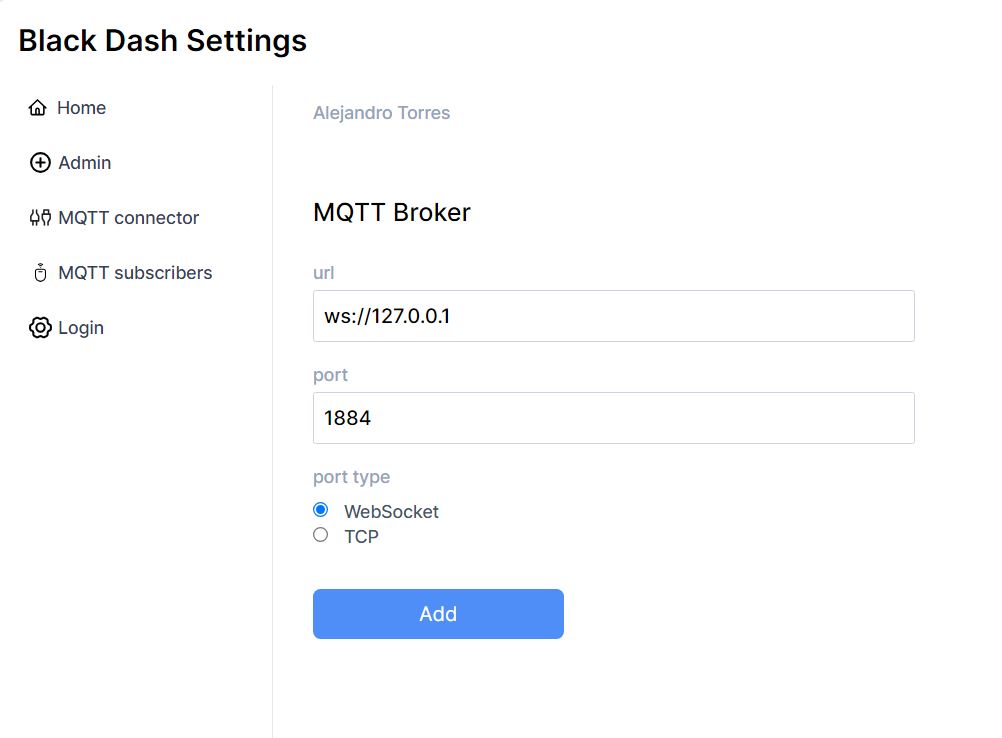 Black Dash Settings
Home
Admin
MQTT connector
MQTT subscribers
Login
Alejandro Torres
MQTT Broker
url
ws://127.0.0.1
port
1884
port type
WebSocket
TCP
Add